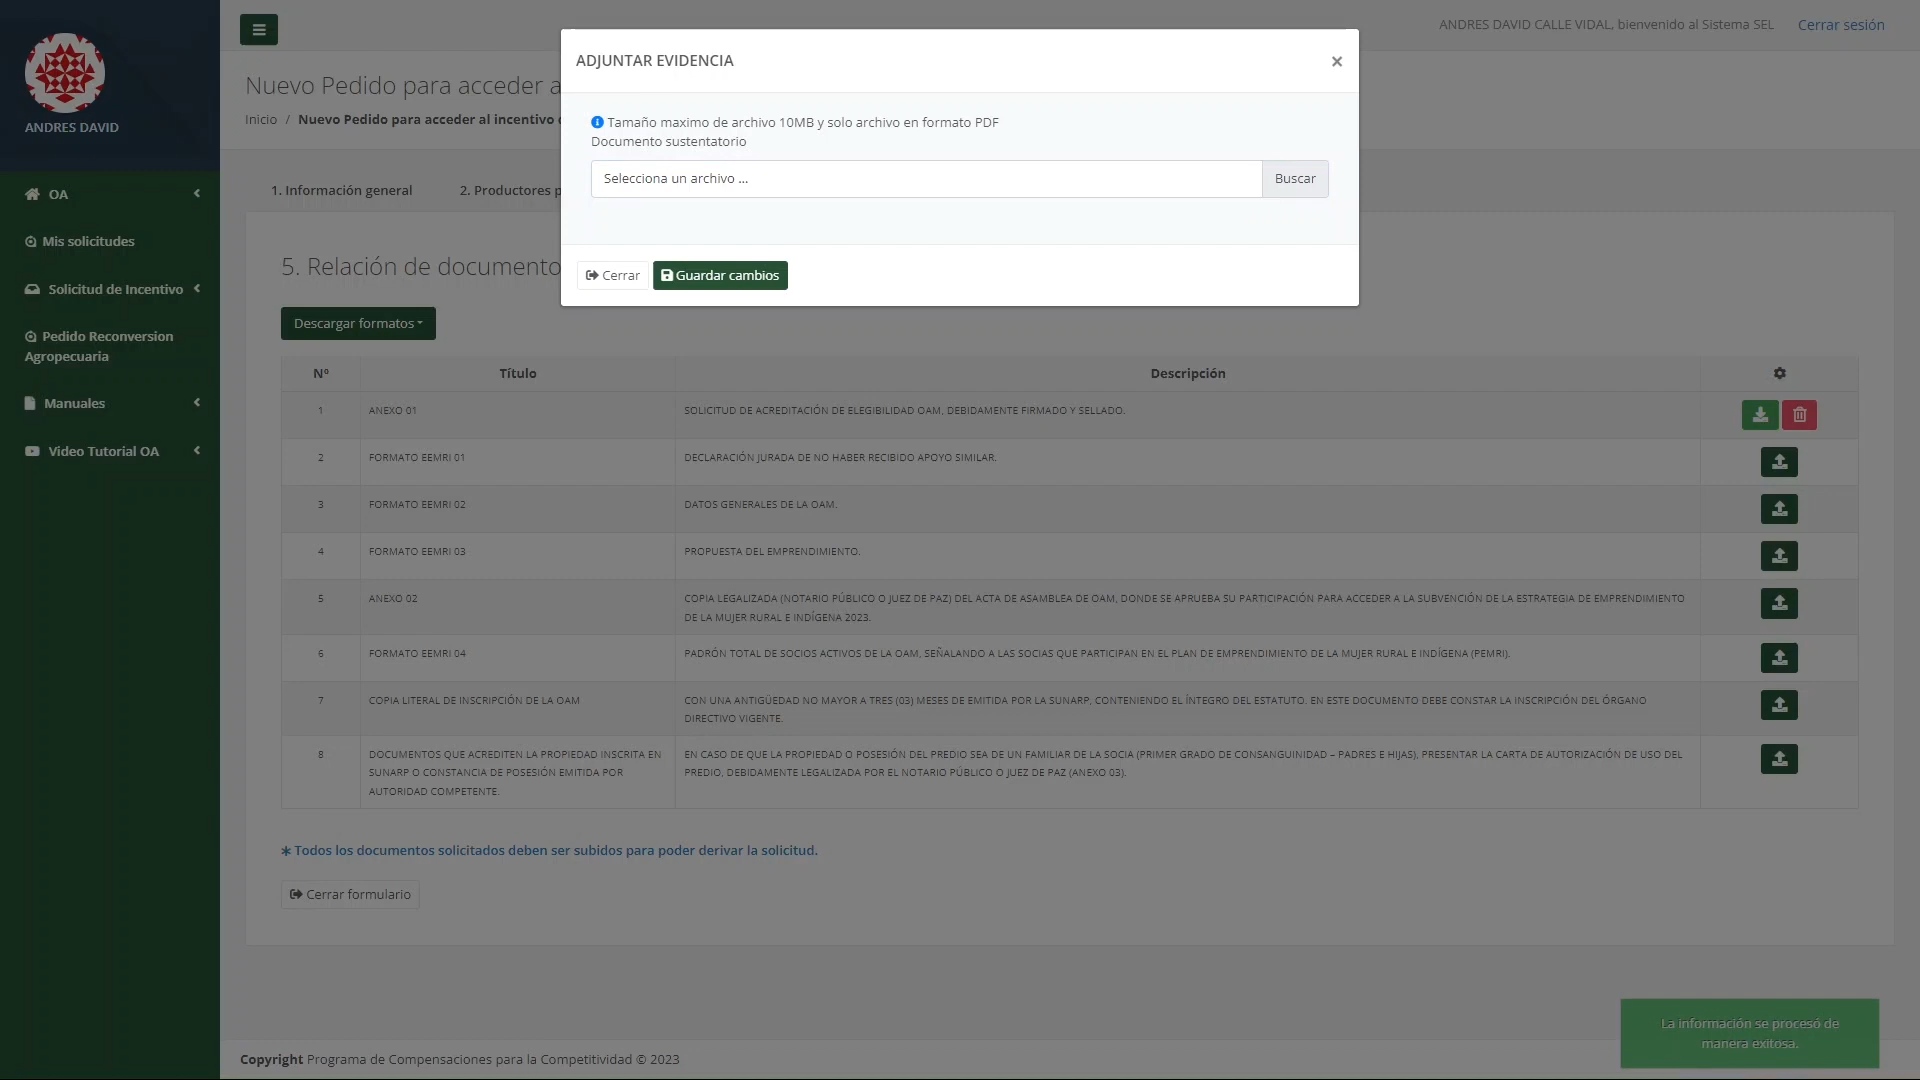 ANDRES DAVID
OA
Mis solicitudes
Solicitud de Incentivo
Pedido Reconversion
Agropecuaria
Manuales
Video Tutorial OA
ANDRES DAVID CALLE VIDAL, bienvenido al Sistema SEL
Cerrar sesión
Nuevo Pedido para acceder a
Inicio / Nuevo Pedido para acceder al incentivo
1. Información general
2. Productores p
ADJUNTAR EVIDENCIA
×
Tamaño maximo de archivo 10MB y solo archivo en formato PDF
Documento sustentatorio
Selecciona un archivo ...
Buscar
Cerrar
Guardar cambios
5. Relación de documento
Descargar formatos
Nº Título Descripción
1 ANEXO 01 SOLICITUD DE ACREDITACIÓN DE ELEGIBILIDAD OAM, DEBIDAMENTE FIRMADO Y SELLADO.
2 FORMATO EEMRI 01 DECLARACIÓN JURADA DE NO HABER RECIBIDO APOYO SIMILAR.
3 FORMATO EEMRI 02 DATOS GENERALES DE LA OAM.
4 FORMATO EEMRI 03 PROPUESTA DEL EMPRENDIMIENTO.
5 ANEXO 02 COPIA LEGALIZADA (NOTARIO PÚBLICO O JUEZ DE PAZ) DEL ACTA DE ASAMBLEA DE OAM, DONDE SE APRUEBA SU PARTICIPACIÓN PARA ACCEDER A LA SUBVENCIÓN DE LA ESTRATEGIA DE EMPRENDIMIENTO
DE LA MUJER RURAL E INDÍGENA 2023.
6 FORMATO EEMRI 04 PADRÓN TOTAL DE SOCIOS ACTIVOS DE LA OAM, SEÑALANDO A LAS SOCIAS QUE PARTICIPAN EN EL PLAN DE EMPRENDIMIENTO DE LA MUJER RURAL E INDÍGENA (PEMRI).
7 COPIA LITERAL DE INSCRIPCIÓN DE LA OAM CON UNA ANTIGÜEDAD NO MAYOR A TRES (03) MESES DE EMITIDA POR LA SUNARP, CONTENIENDO EL ÍNTEGRO DEL ESTATUTO. EN ESTE DOCUMENTO DEBE CONSTAR LA INSCRIPCIÓN DEL ÓRGANO
DIRECTIVO VIGENTE.
8 DOCUMENTOS QUE ACREDITEN LA PROPIEDAD INSCRITA EN EN CASO DE QUE LA PROPIEDAD O POSESIÓN DEL PREDIO SEA DE UN FAMILIAR DE LA SOCIA (PRIMER GRADO DE CONSANGUINIDAD – PADRES E HIJAS), PRESENTAR LA CARTA DE AUTORIZACIÓN DE USO DEL
SUNARP O CONSTANCIA DE POSESIÓN EMITIDA POR PREDIO, DEBIDAMENTE LEGALIZADA POR EL NOTARIO PÚBLICO O JUEZ DE PAZ (ANEXO 03).
AUTORIDAD COMPETENTE.
* Todos los documentos solicitados deben ser subidos para poder derivar la solicitud.
Cerrar formulario
La información se procesó de
manera exitosa.
Copyright Programa de Compensaciones para la Competitividad © 2023